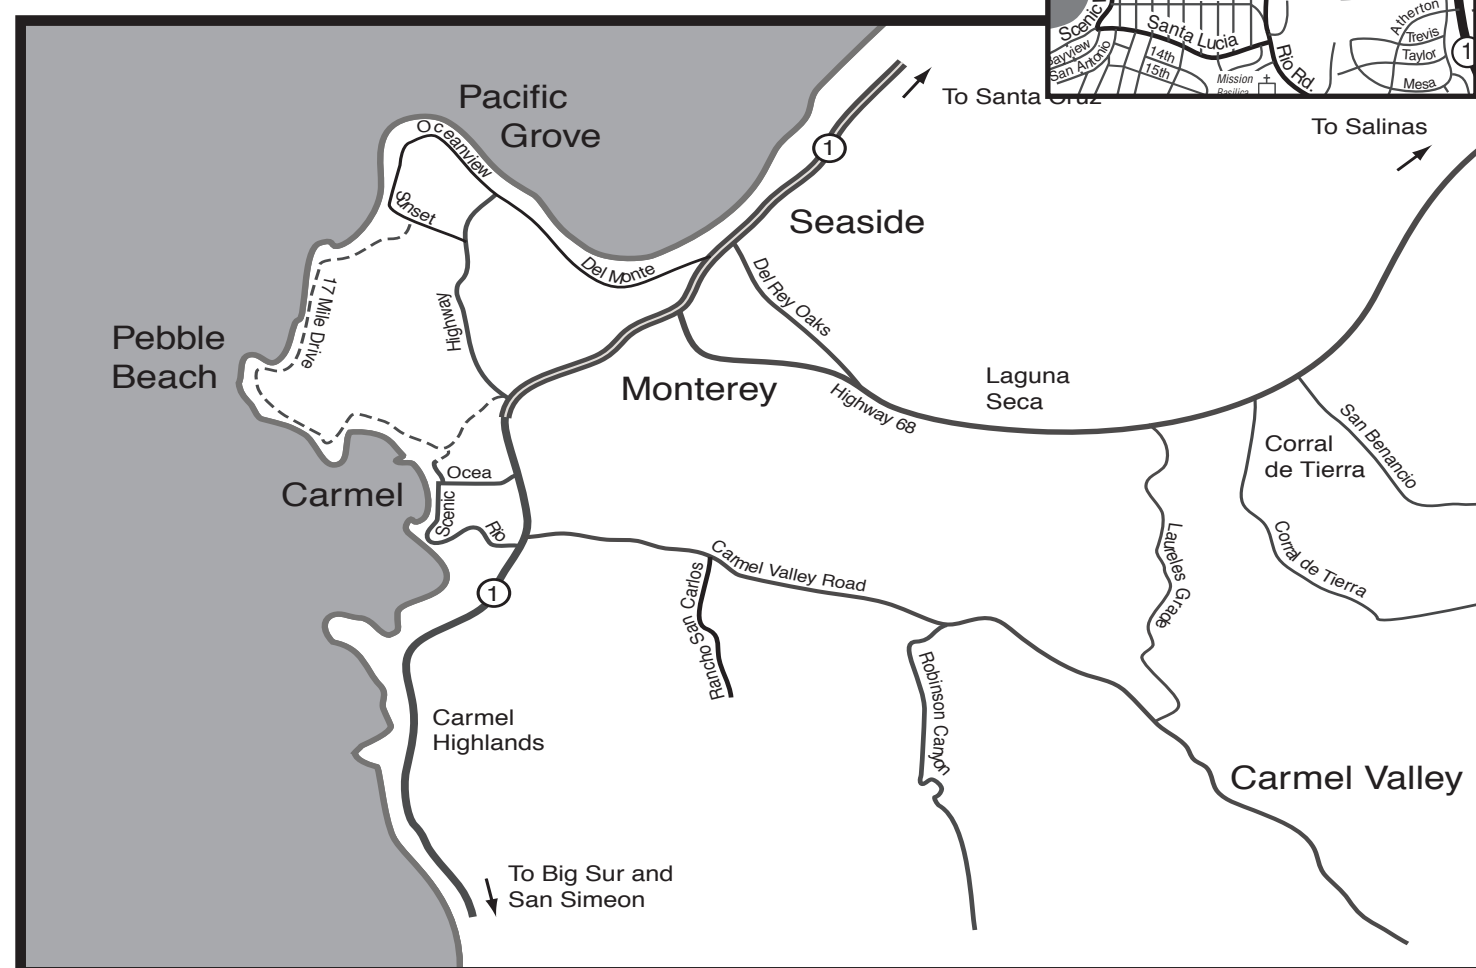 Scenic
Santa Lucia
Atherton
Trevis
Taylor
Mesa
San Antonio
14th
15th
Mission
Rio Rd.
1
To Santa Cruz
To Salinas
Pacific
Grove
Oceanview
1
Sunset
Seaside
Del Monte
Del Rey Oaks
17 Mile Drive
Highway
Pebble
Beach
Monterey
Highway 68
Laguna
Seca
San Benancio
Corral
de Tierra
Carmel
Ocea
Scenic
Rio
Corral de Tierra
Laureles Grade
Carmel Valley Road
1
Rancho San Carlos
Robinson Canyon
Carmel
Highlands
Carmel Valley
To Big Sur and
San Simeon